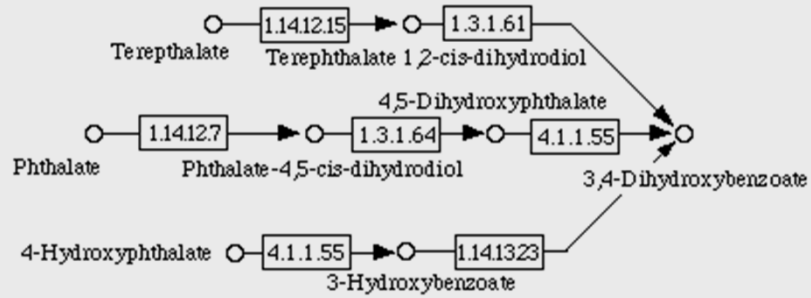 1.14.12.15
1.3.1.61
Terepthalate
Terephthalate 1,2-cis-dihydrodiol
4,5-Dihydroxyphthalate
1.14.12.7
1.3.1.64
4.1.1.55
Phthalate
Phthalate-4,5-cis-dihydrodiol
3,4-Dihydroxybenzoate
4-Hydroxyphthalate
4.1.1.55
1.14.13.23
3-Hydroxybenzoate